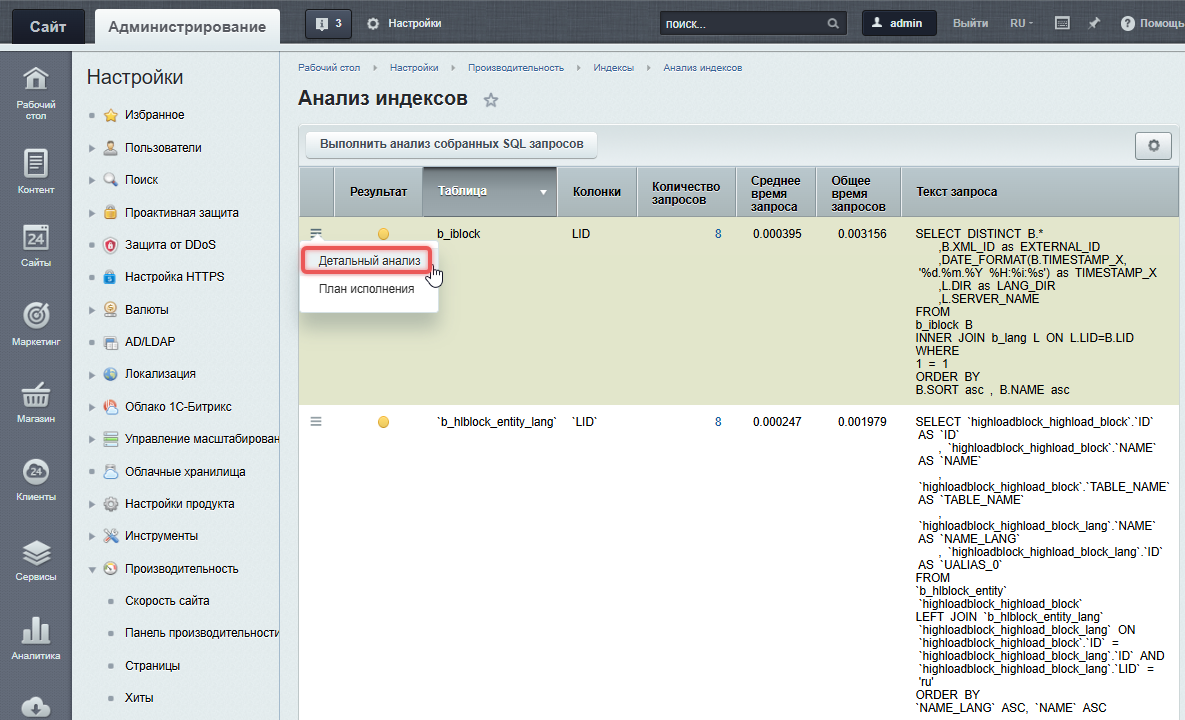 Сайт
Администрирование
3
Настройки
поиск...
admin
Выйти
RU
Помощь
Рабочий стол
Контент
24
Сайты
Маркетинг
Магазин
24
Клиенты
Сервисы
Аналитика
Настройки
Избранное
Пользователи
Поиск
Проактивная защита
Защита от DDoS
Настройка HTTPS
Валюты
AD/LDAP
Локализация
Облако 1С-Битрикс
Управление масштабирован
Облачные хранилища
Настройки продукта
Инструменты
Производительность
Скорость сайта
Панель производительности
Страницы
Хиты
Рабочий стол Настройки Производительность Индексы Анализ индексов
Анализ индексов
Выполнить анализ собранных SQL запросов
Результат
Таблица
Колонки
Количество запросов
Среднее время запроса
Общее время запросов
Текст запроса
b_iblock LID 8 0.000395 0.003156
Детальный анализ
План исполнения
SELECT DISTINCT B.*
,B.XML_ID as EXTERNAL_ID
,DATE_FORMAT(B.TIMESTAMP_X,
'%d.%m.%Y %H:%i:%s') as TIMESTAMP_X
,L.DIR as LANG_DIR
,L.SERVER_NAME
FROM
b_iblock B
INNER JOIN b_lang L ON L.LID=B.LID
WHERE
1 = 1
ORDER BY
B.SORT asc , B.NAME asc
`b_hlblock_entity_lang` `LID` 8 0.000247 0.001979
SELECT `highloadblock_highload_block`.`ID`
AS `ID`
, `highloadblock_highload_block`.`NAME`
AS `NAME`
,
`highloadblock_highload_block`.`TABLE_NAME`
AS `TABLE_NAME`
,
`highloadblock_highload_block_lang`.`NAME`
AS `NAME_LANG`
, `highloadblock_highload_block_lang`.`ID`
AS `UALIAS_0`
FROM
`b_hlblock_entity`
`highloadblock_highload_block`
LEFT JOIN `b_hlblock_entity_lang`
`highloadblock_highload_block_lang` ON
`highloadblock_highload_block`.`ID` =
`highloadblock_highload_block_lang`.`ID` AND
`highloadblock_highload_block_lang`.`LID` =
'ru'
ORDER BY
`NAME_LANG` ASC, `NAME` ASC